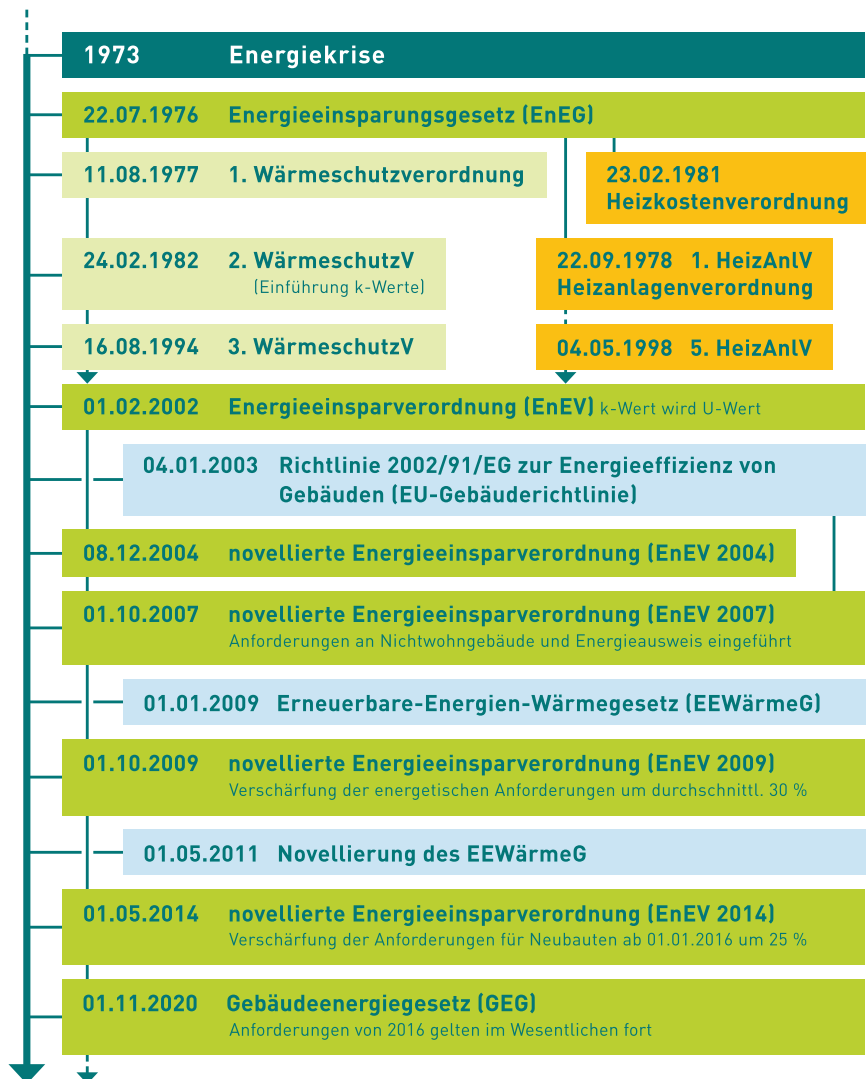 1973 Energiekrise
22.07.1976 Energieeinsparungsgesetz (EnEG)
11.08.1977 1. Wärmeschutzverordnung
23.02.1981
Heizkostenverordnung
24.02.1982 2. WärmeschutzV
(Einführung k-Werte)
22.09.1978 1. HeizAnlV
Heizanlagenverordnung
16.08.1994 3. WärmeschutzV
04.05.1998 5. HeizAnlV
01.02.2002 Energieeinsparverordnung (EnEV) k-Wert wird U-Wert
04.01.2003 Richtlinie 2002/91/EG zur Energieeffizienz von
Gebäuden (EU-Gebäuderichtlinie)
08.12.2004 novellierte Energieeinsparverordnung (EnEV 2004)
01.10.2007 novellierte Energieeinsparverordnung (EnEV 2007)
Anforderungen an Nichtwohngebäude und Energieausweis eingeführt
01.01.2009 Erneuerbare-Energien-Wärmegesetz (EEWärmeG)
01.10.2009 novellierte Energieeinsparverordnung (EnEV 2009)
Verschärfung der energetischen Anforderungen um durchschnittl. 30 %
01.05.2011 Novellierung des EEWärmeG
01.05.2014 novellierte Energieeinsparverordnung (EnEV 2014)
Verschärfung der Anforderungen für Neubauten ab 01.01.2016 um 25 %
01.11.2020 Gebäudeenergiegesetz (GEG)
Anforderungen von 2016 gelten im Wesentlichen fort